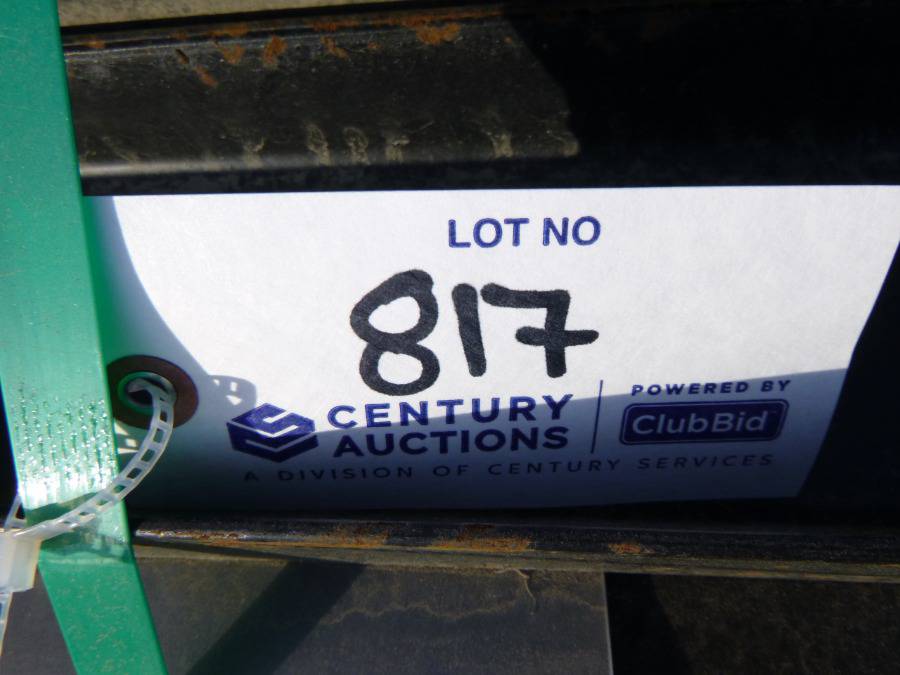 LOT NO
817
CENTURY
AUCTIONS
POWERED BY
ClubBid
A DIVISION OF CENTURY SERVICES